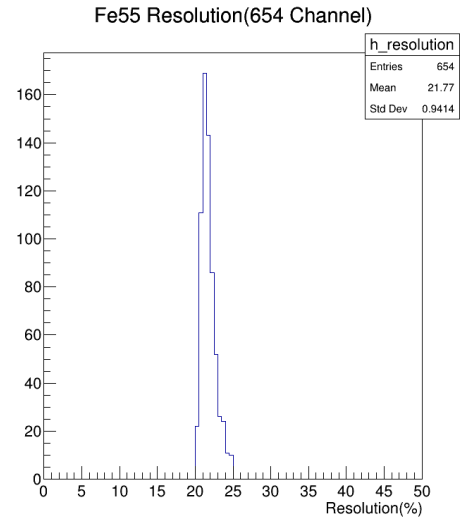 Fe55 Resolution(654 Channel)
h_resolution
Entries 654
Mean 21.77
Std Dev 0.9414
160
140
120
100
80
60
40
20
0
0 5 10 15 20 25 30 35 40 45 50
Resolution(%)